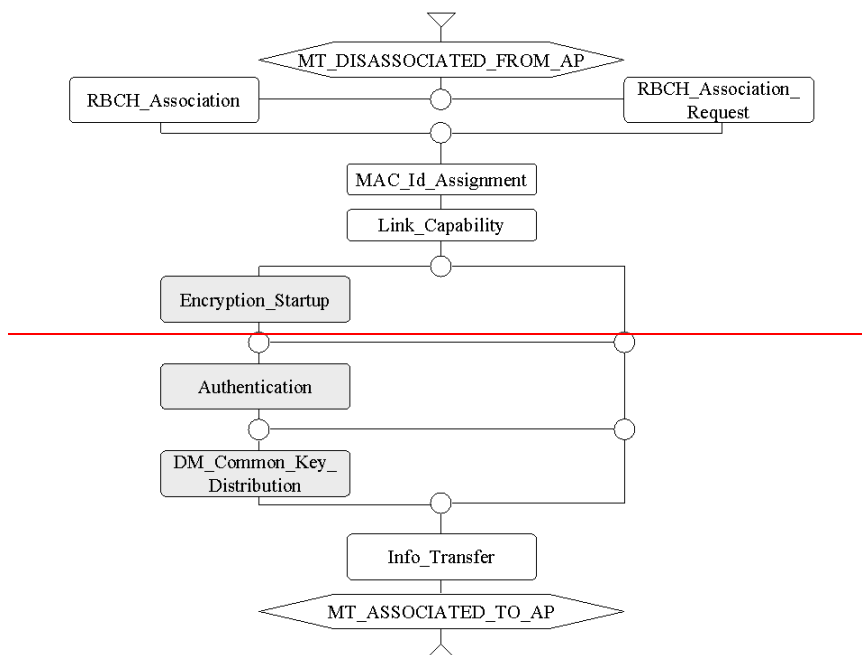 MT_DISASSOCIATED_FROM_AP
RBCH_Association
RBCH_Association_
Request
MAC_Id_Assignment
Link_Capability
Encryption_Startup
Authentication
DM_Common_Key_
Distribution
Info_Transfer
MT_ASSOCIATED_TO_AP